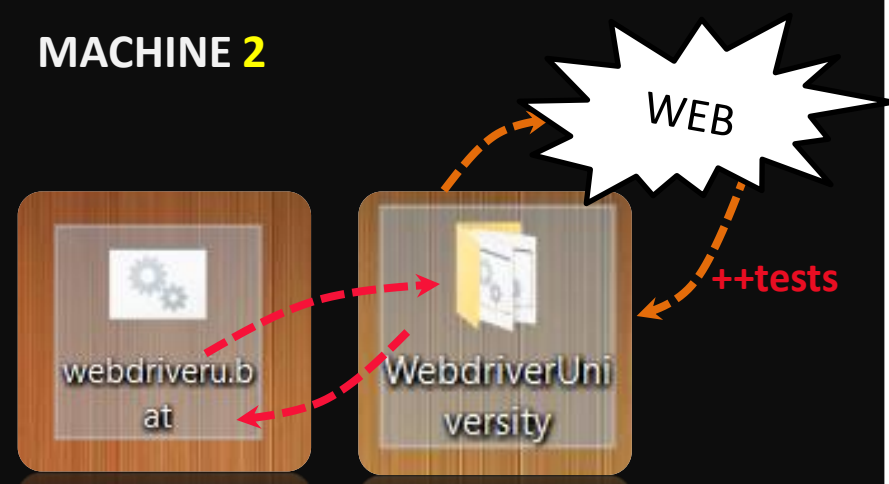 MACHINE 2
WEB
++tests
webdriveru.b
at
WebdriverUni
versity